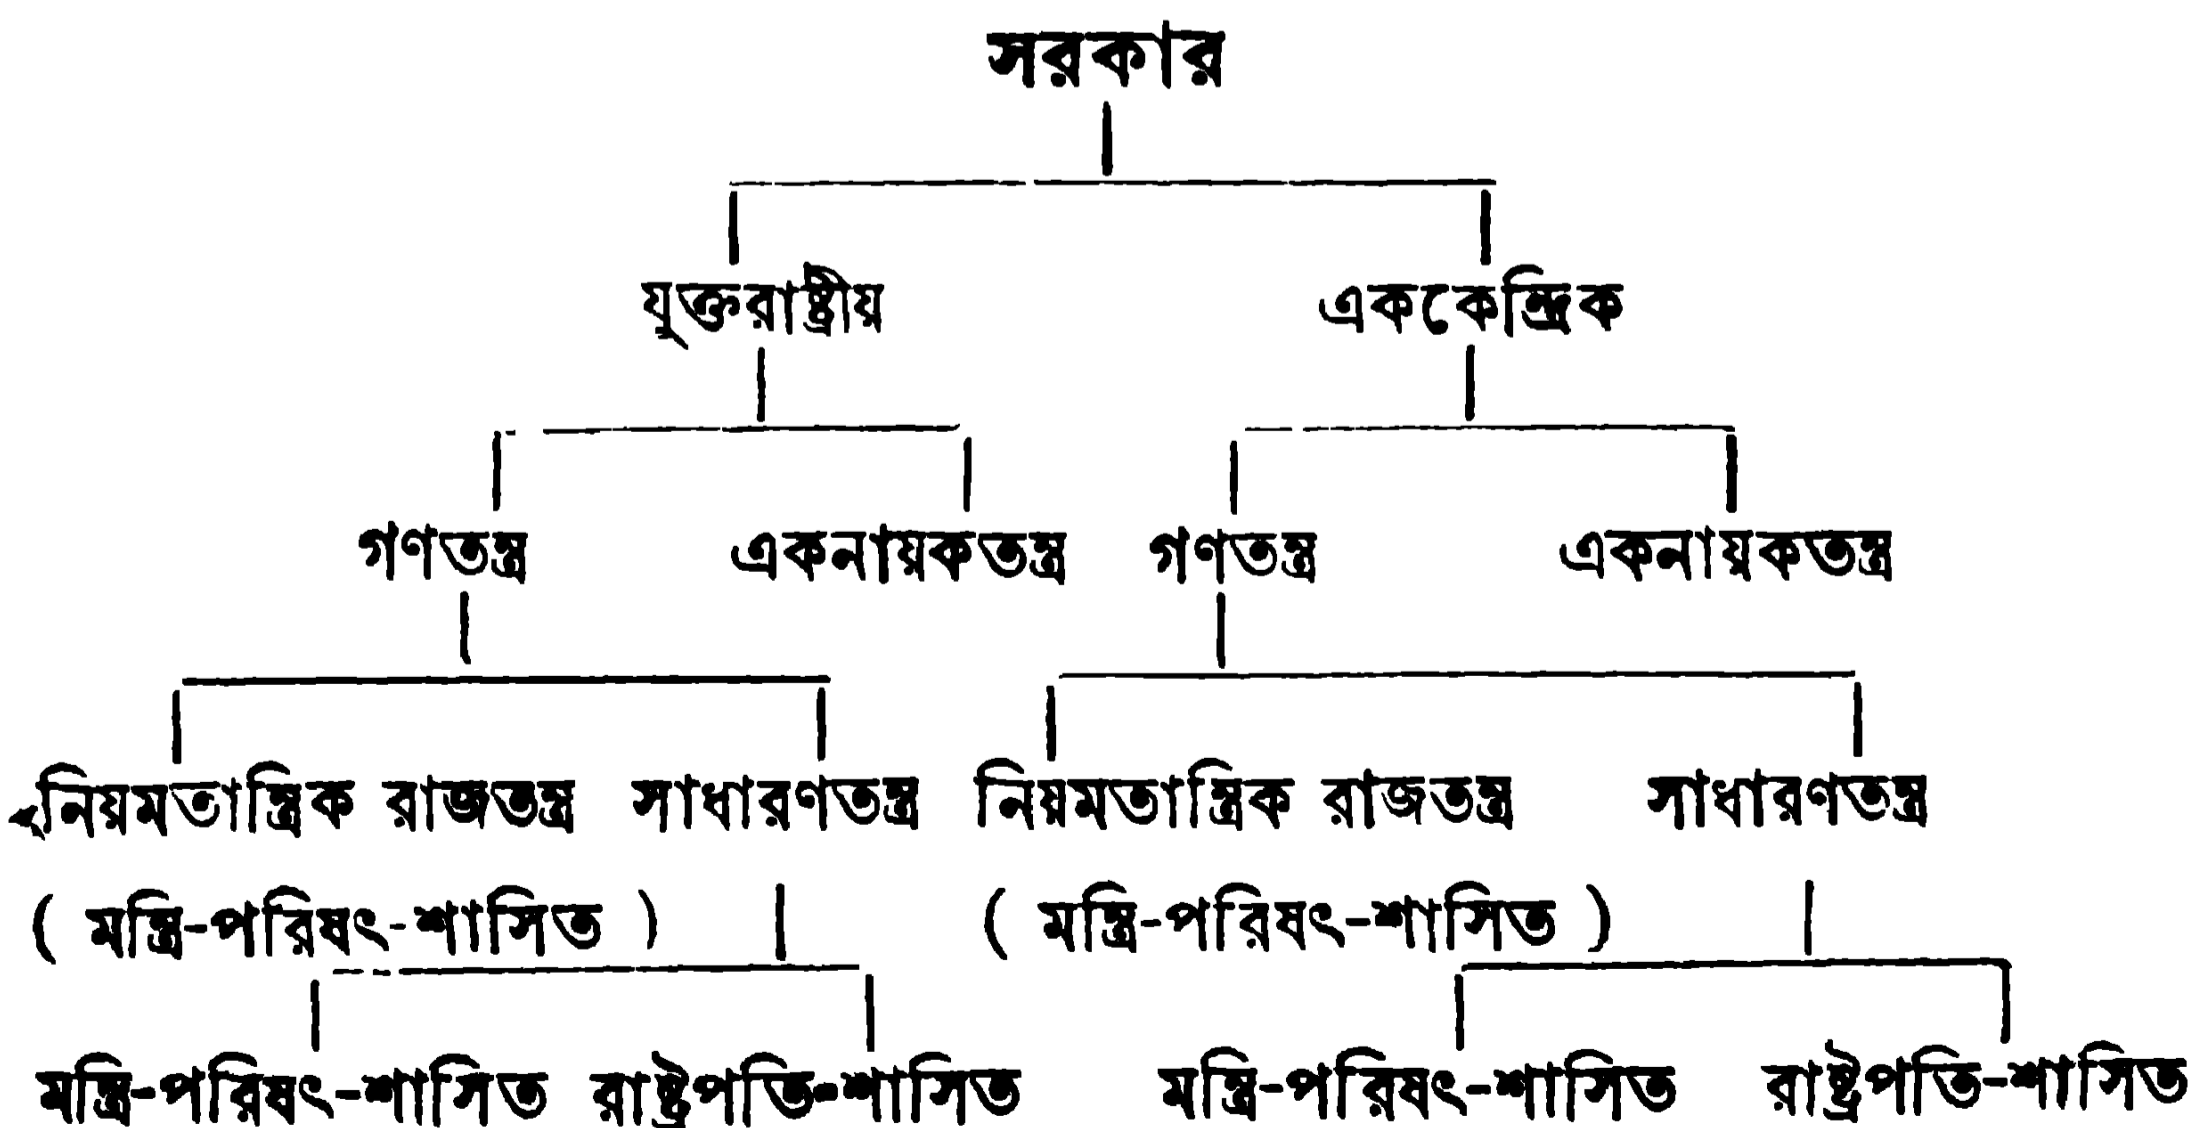 সরকার
যুক্তরাষ্ট্রীয় এককেন্দ্রিক
গণতন্ত্র একনায়কতন্ত্র গণতন্ত্র একনায়কতন্ত্র
নিয়মতান্ত্রিক রাজতন্ত্র সাধারণতন্ত্র নিয়মতান্ত্রিক রাজতন্ত্র সাধারণতন্ত্র
( মন্ত্রি-পরিষৎ-শাসিত ) ( মন্ত্রি-পরিষৎ-শাসিত )
মন্ত্রি-পরিষৎ-শাসিত রাষ্ট্রপতি-শাসিত মন্ত্রি-পরিষৎ-শাসিত রাষ্ট্রপতি-শাসিত